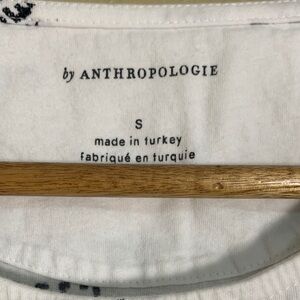 by ANTHROPOLOGIE
S
made in turkey
fabriqué en turquie